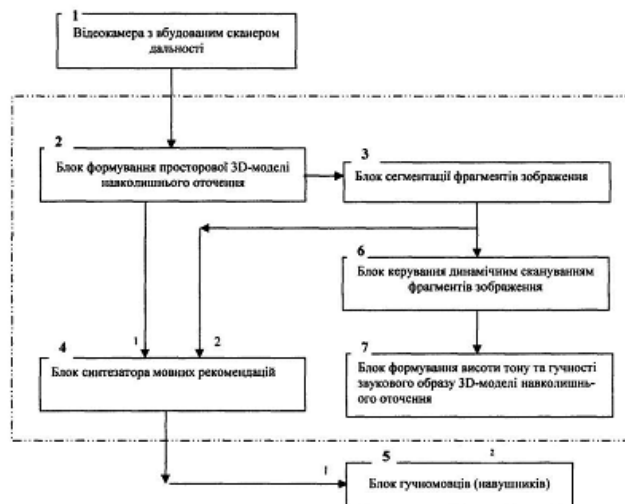 1
Відеокамера з вбудованим сканером
дальності
2
Блок формування просторової 3D-моделі
навколишнього оточення
3
Блок сегментації фрагментів зображення
6
Блок керування динамічним скануванням
фрагментів зображення
1
2
4
Блок синтезатора мовних рекомендацій
7
Блок формування висоти тону та гучності
звукового образу 3D-моделі навколишнь-
ого оточення
5
2
1
Блок гучномовців (навушників)